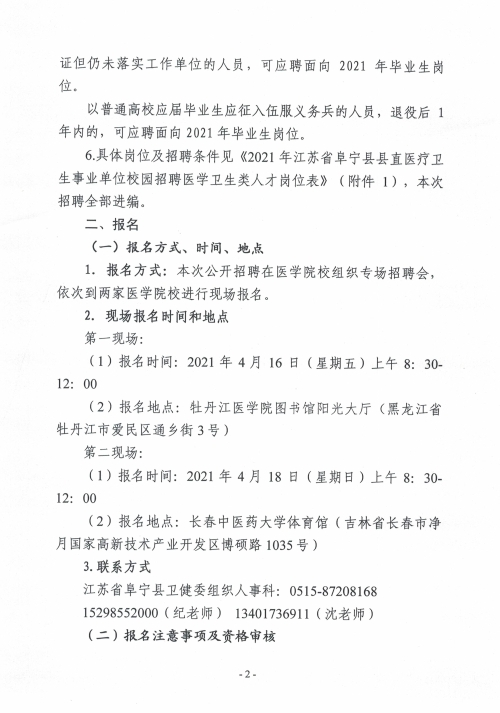 证但仍未落实工作单位的人员，可应聘面向 2021 年毕业生岗
位。
以普通高校应届毕业生应征入伍服义务兵的人员，退役后 1
年内的，可应聘面向 2021 年毕业生岗位。
6.具体岗位及招聘条件见《2021 年江苏省阜宁县县直医疗卫
生事业单位校园招聘医学卫生类人才岗位表》（附件 1），本次
招聘全部进编。
二、报名
（一）报名方式、时间、地点
1．报名方式：本次公开招聘在医学院校组织专场招聘会，
依次到两家医学院校进行现场报名。
2．现场报名时间和地点
第一现场：
（1）报名时间：2021 年 4 月 16 日（星期五）上午 8：30-
12：00
（2）报名地点：牡丹江医学院图书馆阳光大厅（黑龙江省
牡丹江市爱民区通乡街 3 号）
第二现场：
（1）报名时间：2021 年 4 月 18 日（星期日）上午 8：30-
12：00
（2）报名地点：长春中医药大学体育馆（吉林省长春市净
月国家高新技术产业开发区博硕路 1035 号）
3.联系方式
江苏省阜宁县卫健委组织人事科：0515-87208168
15298552000（纪老师） 13401736911（沈老师）
（二）报名注意事项及资格审核
- 2 -